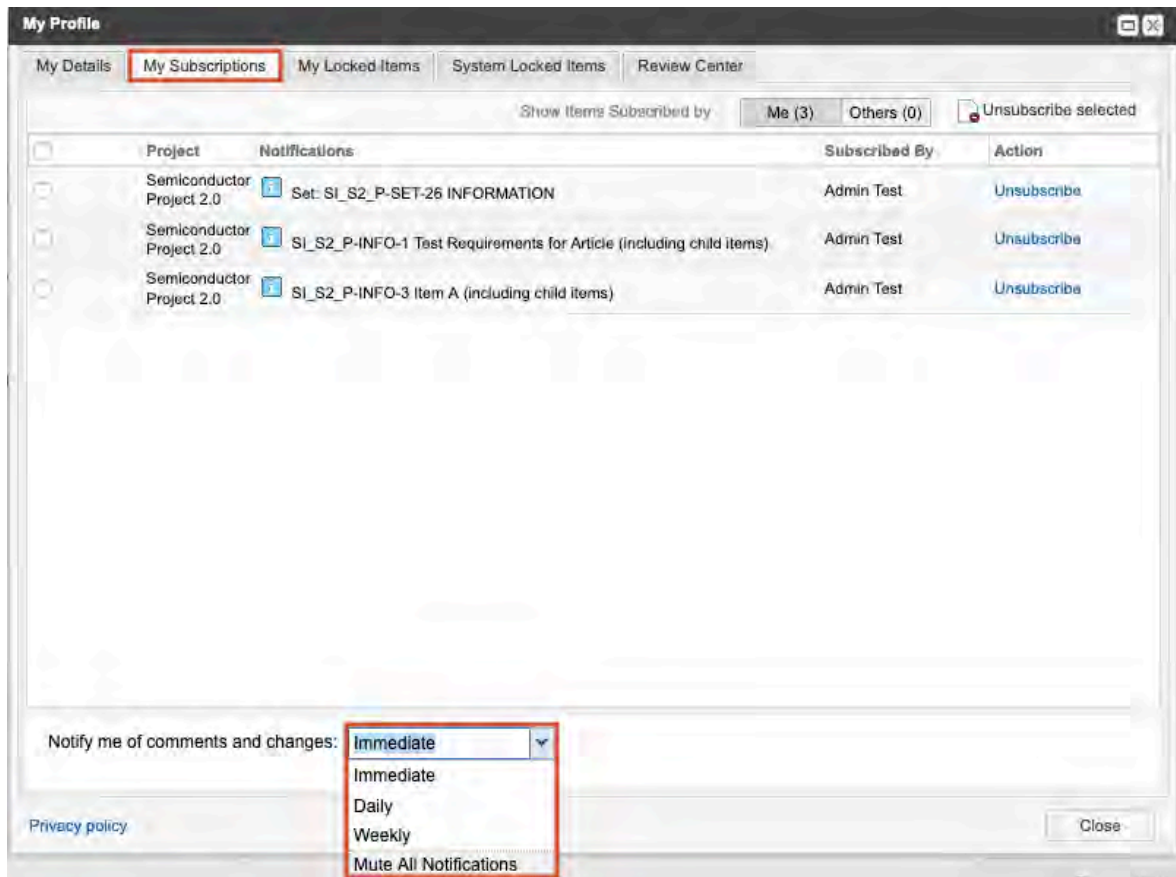 My Profile
My Details My Subscriptions My Locked Items System Locked Items Review Center
Show Items Subscribed by Me (3) Others (0) Unsubscribe selected
Project Notifications Subscribed By Action
Semiconductor
Project 2.0
i Set: SI_S2_P-SET-26 INFORMATION Admin Test Unsubscribe
Semiconductor
Project 2.0
i SI_S2_P-INFO-1 Test Requirements for Article (including child items) Admin Test Unsubscribe
Semiconductor
Project 2.0
i SI_S2_P-INFO-3 Item A (including child items) Admin Test Unsubscribe
Notify me of comments and changes: Immediate
Immediate
Daily
Weekly
Mute All Notifications
Privacy policy Close